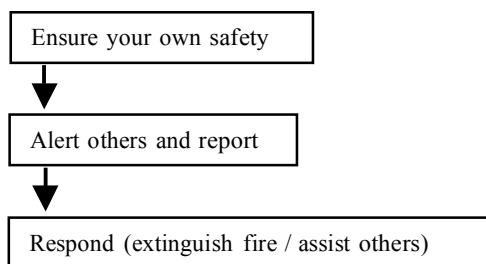 Ensure your own safety
Alert others and report
Respond (extinguish fire / assist others)